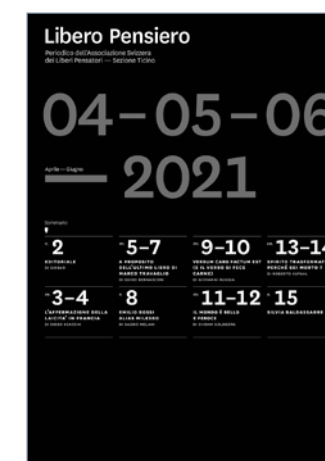 Libero Pensiero
Periodico dell'Associazione Svizzera
dei Liberi Pensatori — Sezione Ticino
04–05–06
Aprile—Giugno
— 2021
Sommario
2
EDITORIALE
5–7
A PROPOSITO
DELL'ULTIMO LIBRO DI
MARCO TRAVAGLIO
9–10
VERBUM CARO FACTUM EST
(E IL VERBO SI FECE
CARNE)
13–14
SPIRITO TRASFORMAT
PERCHÉ SEI MORTO ?
3–4
L'AFFERMAZIONE DELLA
LAICITA' IN FRANCIA
8
EMILIO BOSSI
ALIAS MILESBO
11–12
IL MONDO È BELLO
E FEROCE
15
SILVIA BALDASSARRE